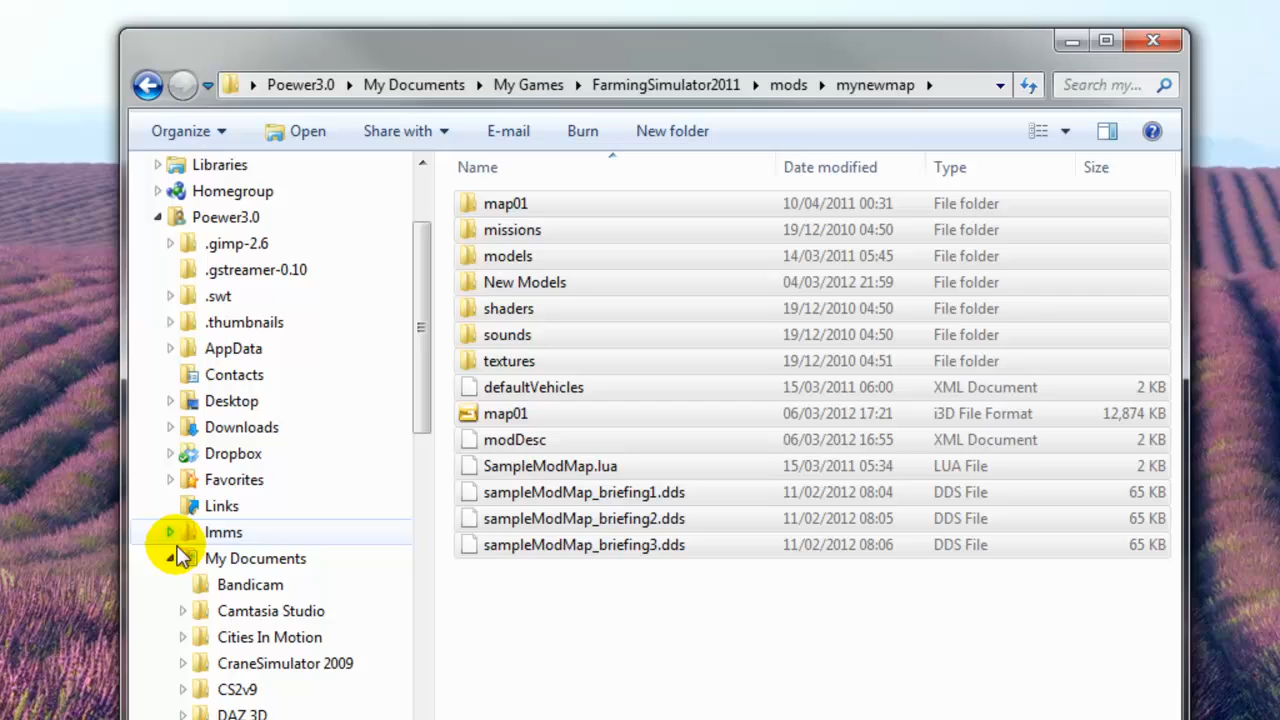 Poewer3.0 My Documents My Games FarmingSimulator2011 mods mynewmap Search my...
Organize Open Share with E-mail Burn New folder
Name Date modified Type Size
Libraries
Homegroup
Poewer3.0
.gimp-2.6
.gstreamer-0.10
.swt
.thumbnails
AppData
Contacts
Desktop
Downloads
Dropbox
Favorites
Links
lmms
My Documents
Bandicam
Camtasia Studio
Cities In Motion
CraneSimulator 2009
CS2v9
DAZ 3D
map01 10/04/2011 00:31 File folder
missions 19/12/2010 04:50 File folder
models 14/03/2011 05:45 File folder
New Models 04/03/2012 21:59 File folder
shaders 19/12/2010 04:50 File folder
sounds 19/12/2010 04:50 File folder
textures 19/12/2010 04:51 File folder
defaultVehicles 15/03/2011 06:00 XML Document 2 KB
map01 06/03/2012 17:21 i3D File Format 12,874 KB
modDesc 06/03/2012 16:55 XML Document 2 KB
SampleModMap.lua 15/03/2011 05:34 LUA File 2 KB
sampleModMap_briefing1.dds 11/02/2012 08:04 DDS File 65 KB
sampleModMap_briefing2.dds 11/02/2012 08:05 DDS File 65 KB
sampleModMap_briefing3.dds 11/02/2012 08:06 DDS File 65 KB